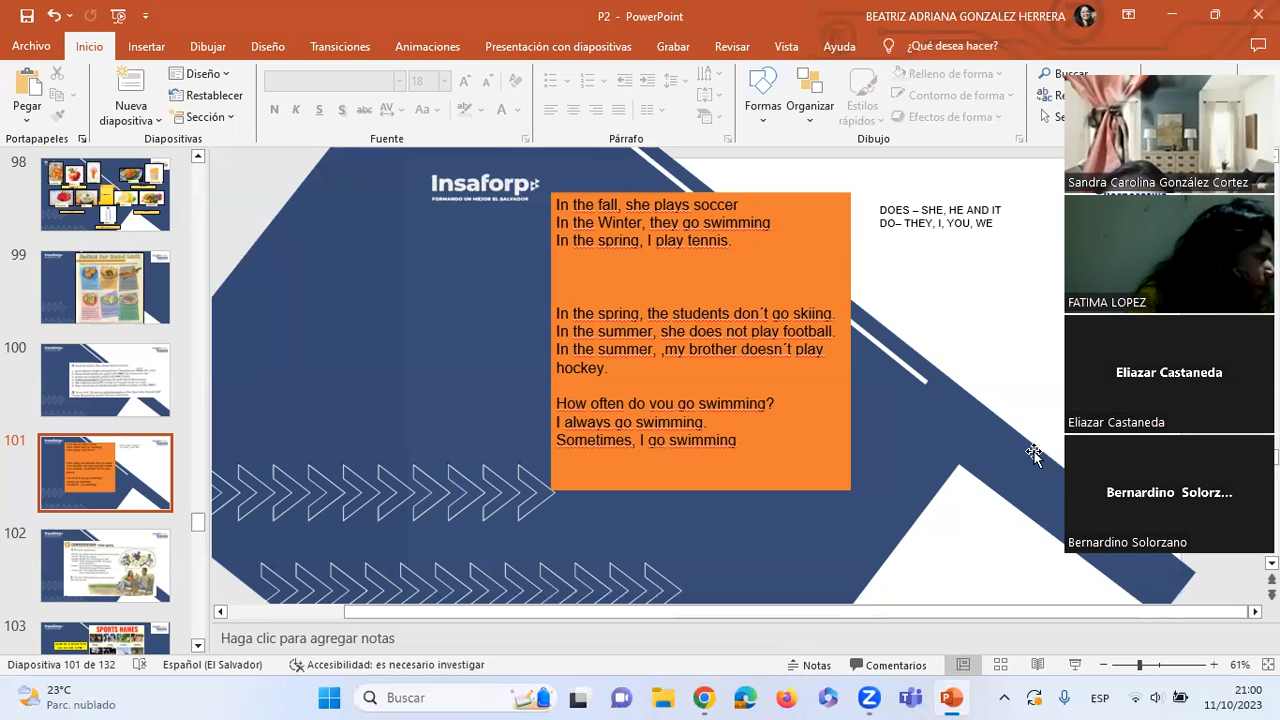 P2 - PowerPoint
BEATRIZ ADRIANA GONZALEZ HERRERA
Archivo Inicio Insertar Dibujar Diseño Transiciones Animaciones Presentación con diapositivas Grabar Revisar Vista Ayuda ¿Qué desea hacer?
Pegar
Portapapeles
Nueva diapositiva
Diseño
Restablecer
Sección
Diapositivas
18
N K S S abc AV Aa A
Fuente
Párrafo
Formas
Organizar
Estilos rápidos
Relleno de forma
Contorno de forma
Efectos de forma
Dibujo
Buscar
Re
Se
98
99
100
101
102
103
SPORTS NAMES
Insaforp
FORMANDO UN MEJOR EL SALVADOR
In the fall, she plays soccer
In the Winter, they go swimming
In the spring, I play tennis.
In the spring, the students don´t go skiing.
In the summer, she does not play football.
In the summer, ,my brother doesn´t play
hockey.
How often do you go swimming?
I always go swimming.
Sometimes, I go swimming
DOES – SHE, HE AND IT
DO– THEY, I, YOU, WE
Sandra Carolina González Cortez
FATIMA LOPEZ
Eliazar Castaneda
Eliazar Castaneda
Bernardino Solorz...
Bernardino Solorzano
Haga clic para agregar notas
Diapositiva 101 de 132 Español (El Salvador) Accesibilidad: es necesario investigar Notas Comentarios 61%
23°C
Parc. nublado
Buscar
ESP
21:00
11/10/2023